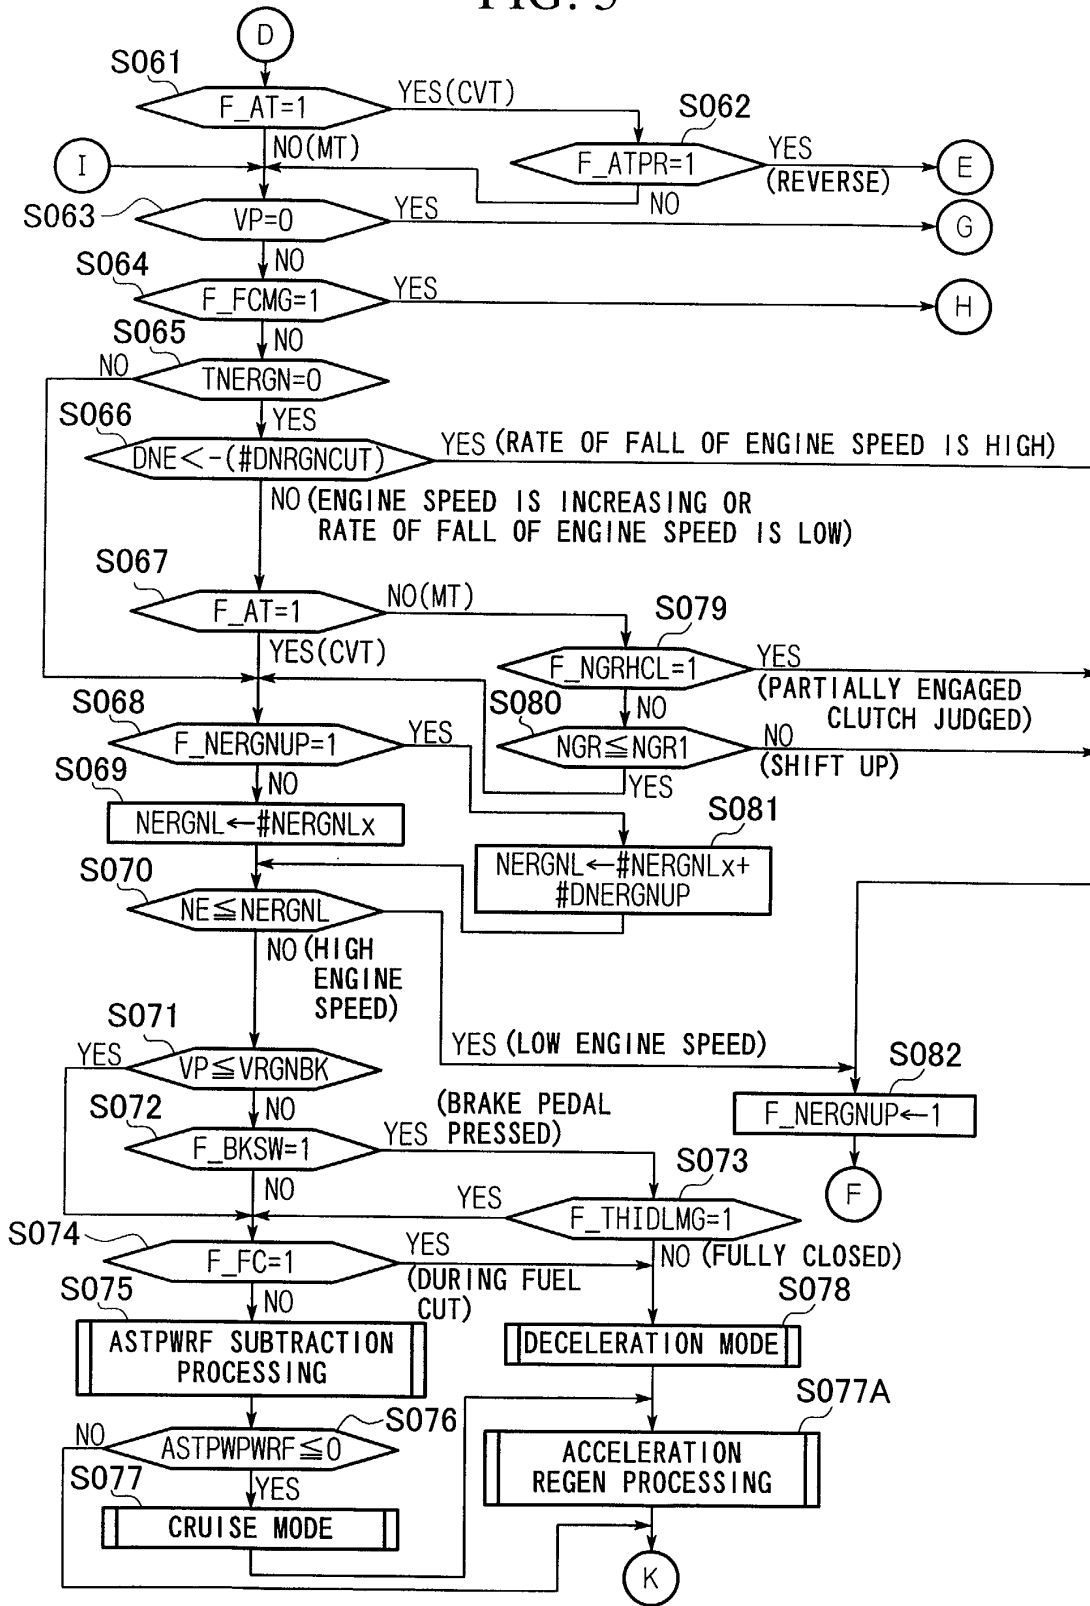 FIG. 5
D
S061
F_AT=1
YES(CVT)
S062
NO(MT)
I
F_ATPR=1
YES
(REVERSE)
E
NO
S063
VP=0
YES
G
NO
S064
F_FCMG=1
YES
H
NO
S065
NO
TNERGN=0
YES
S066
DNE<-(#DNRGNCUT)
YES (RATE OF FALL OF ENGINE SPEED IS HIGH)
NO (ENGINE SPEED IS INCREASING OR
RATE OF FALL OF ENGINE SPEED IS LOW)
S067
F_AT=1
NO(MT)
YES(CVT)
S079
F_NGRHCL=1
YES
(PARTIALLY ENGAGED
CLUTCH JUDGED)
NO
S080
NGR≦NGR1
NO
(SHIFT UP)
YES
S068
F_NERGNUP=1
YES
NO
S069
NERGNL←#NERGNLx
S081
NERGNL←#NERGNLx+
#DNERGNUP
S070
NE≦NERGNL
NO (HIGH
ENGINE
SPEED)
YES (LOW ENGINE SPEED)
S082
F_NERGNUP←1
F
S071
YES
VP≦VRGNBK
NO
S072
F_BKSW=1
YES
(BRAKE PEDAL
PRESSED)
NO
S073
YES
F_THIDLMG=1
NO (FULLY CLOSED)
S074
F_FC=1
YES
(DURING FUEL
CUT)
NO
S075
ASTPWRF SUBTRACTION
PROCESSING
S078
DECELERATION MODE
S076
NO
ASTPWPWRF≦0
YES
S077
CRUISE MODE
S077A
ACCELERATION
REGEN PROCESSING
K